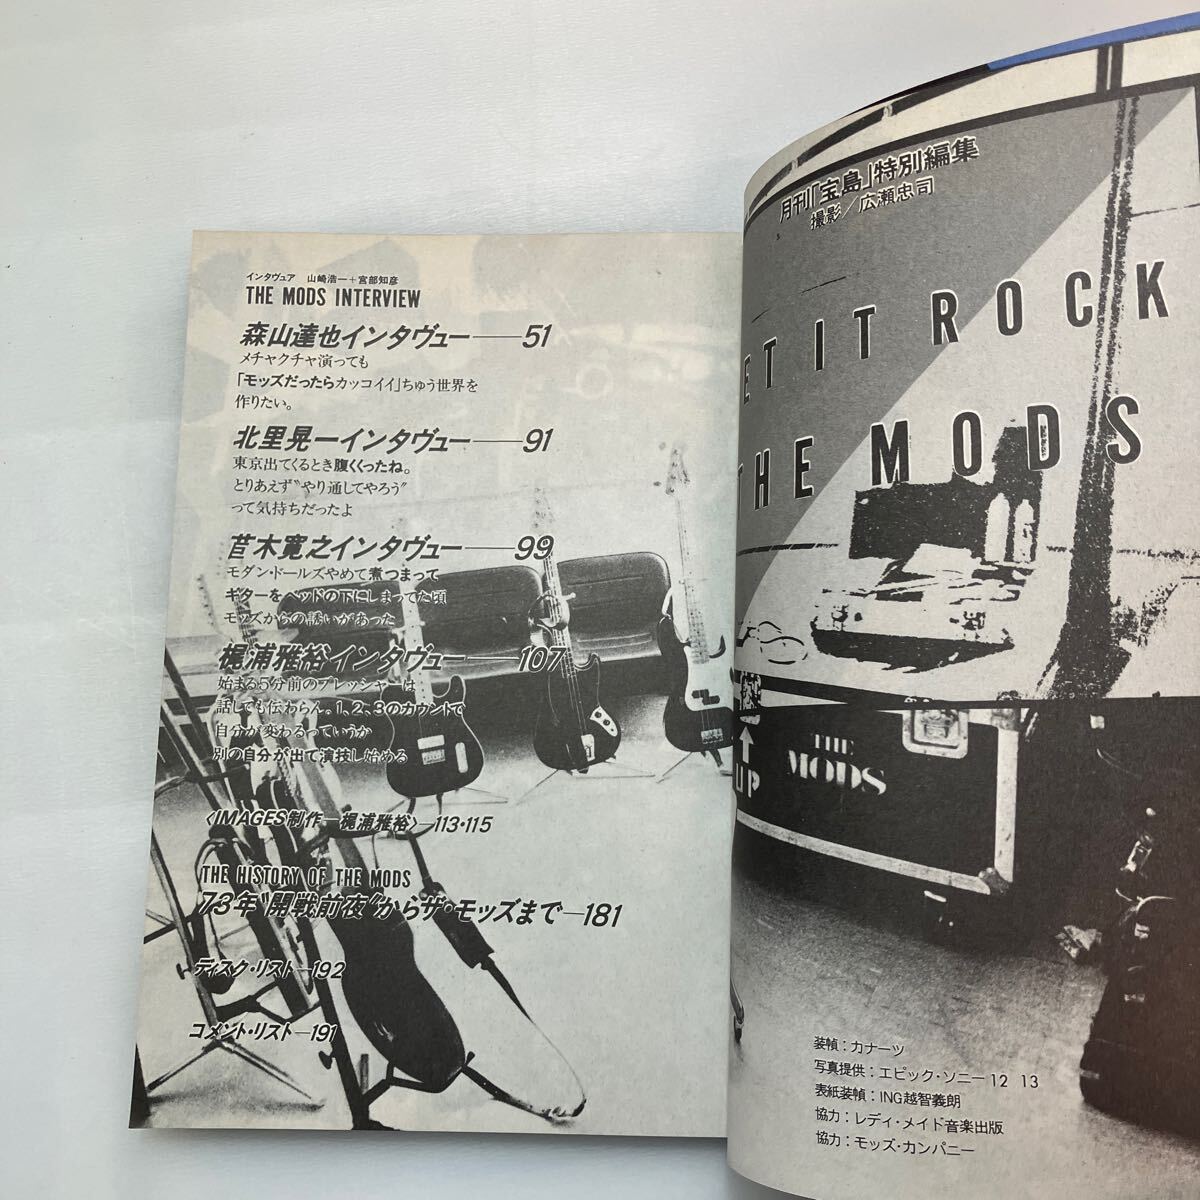 インタヴュア 山崎浩一+宮部知彦
THE MODS INTERVIEW
森山達也インタヴュー——51
メチャクチャ演っても
「モッズだったらカッコイイ」ちゅう世界を
作りたい。
北里晃一インタヴュー——91
東京出てくるとき腹くくったね。
とりあえず〝やり通してやろう〟
って気持ちだったよ
苣木寛之インタヴュー——99
モダン・ドールズやめて煮つまって
ギターをベッドの下にしまってた頃
モッズからの誘いがあった
梶浦雅裕インタヴュー——107
始まる5分前のプレッシャーは
話しても伝わらん。1、2、3のカウントで
自分が変わるっていうか
別の自分が出て演技し始める
〈IMAGES制作—梶浦雅裕〉—113・115
THE HISTORY OF THE MODS
73年〝開戦前夜〟からザ・モッズまで—181
ディスク・リスト—192
コメント・リスト—191
月刊「宝島」特別編集
撮影/広瀬忠司
ET IT ROCK
THE MODS
THE
MODS
UP
装幀：カナーツ
写真提供：エピック・ソニー12 13
表紙装幀：ING越智義朗
協力：レディ・メイド音楽出版
協力：モッズ・カンパニー